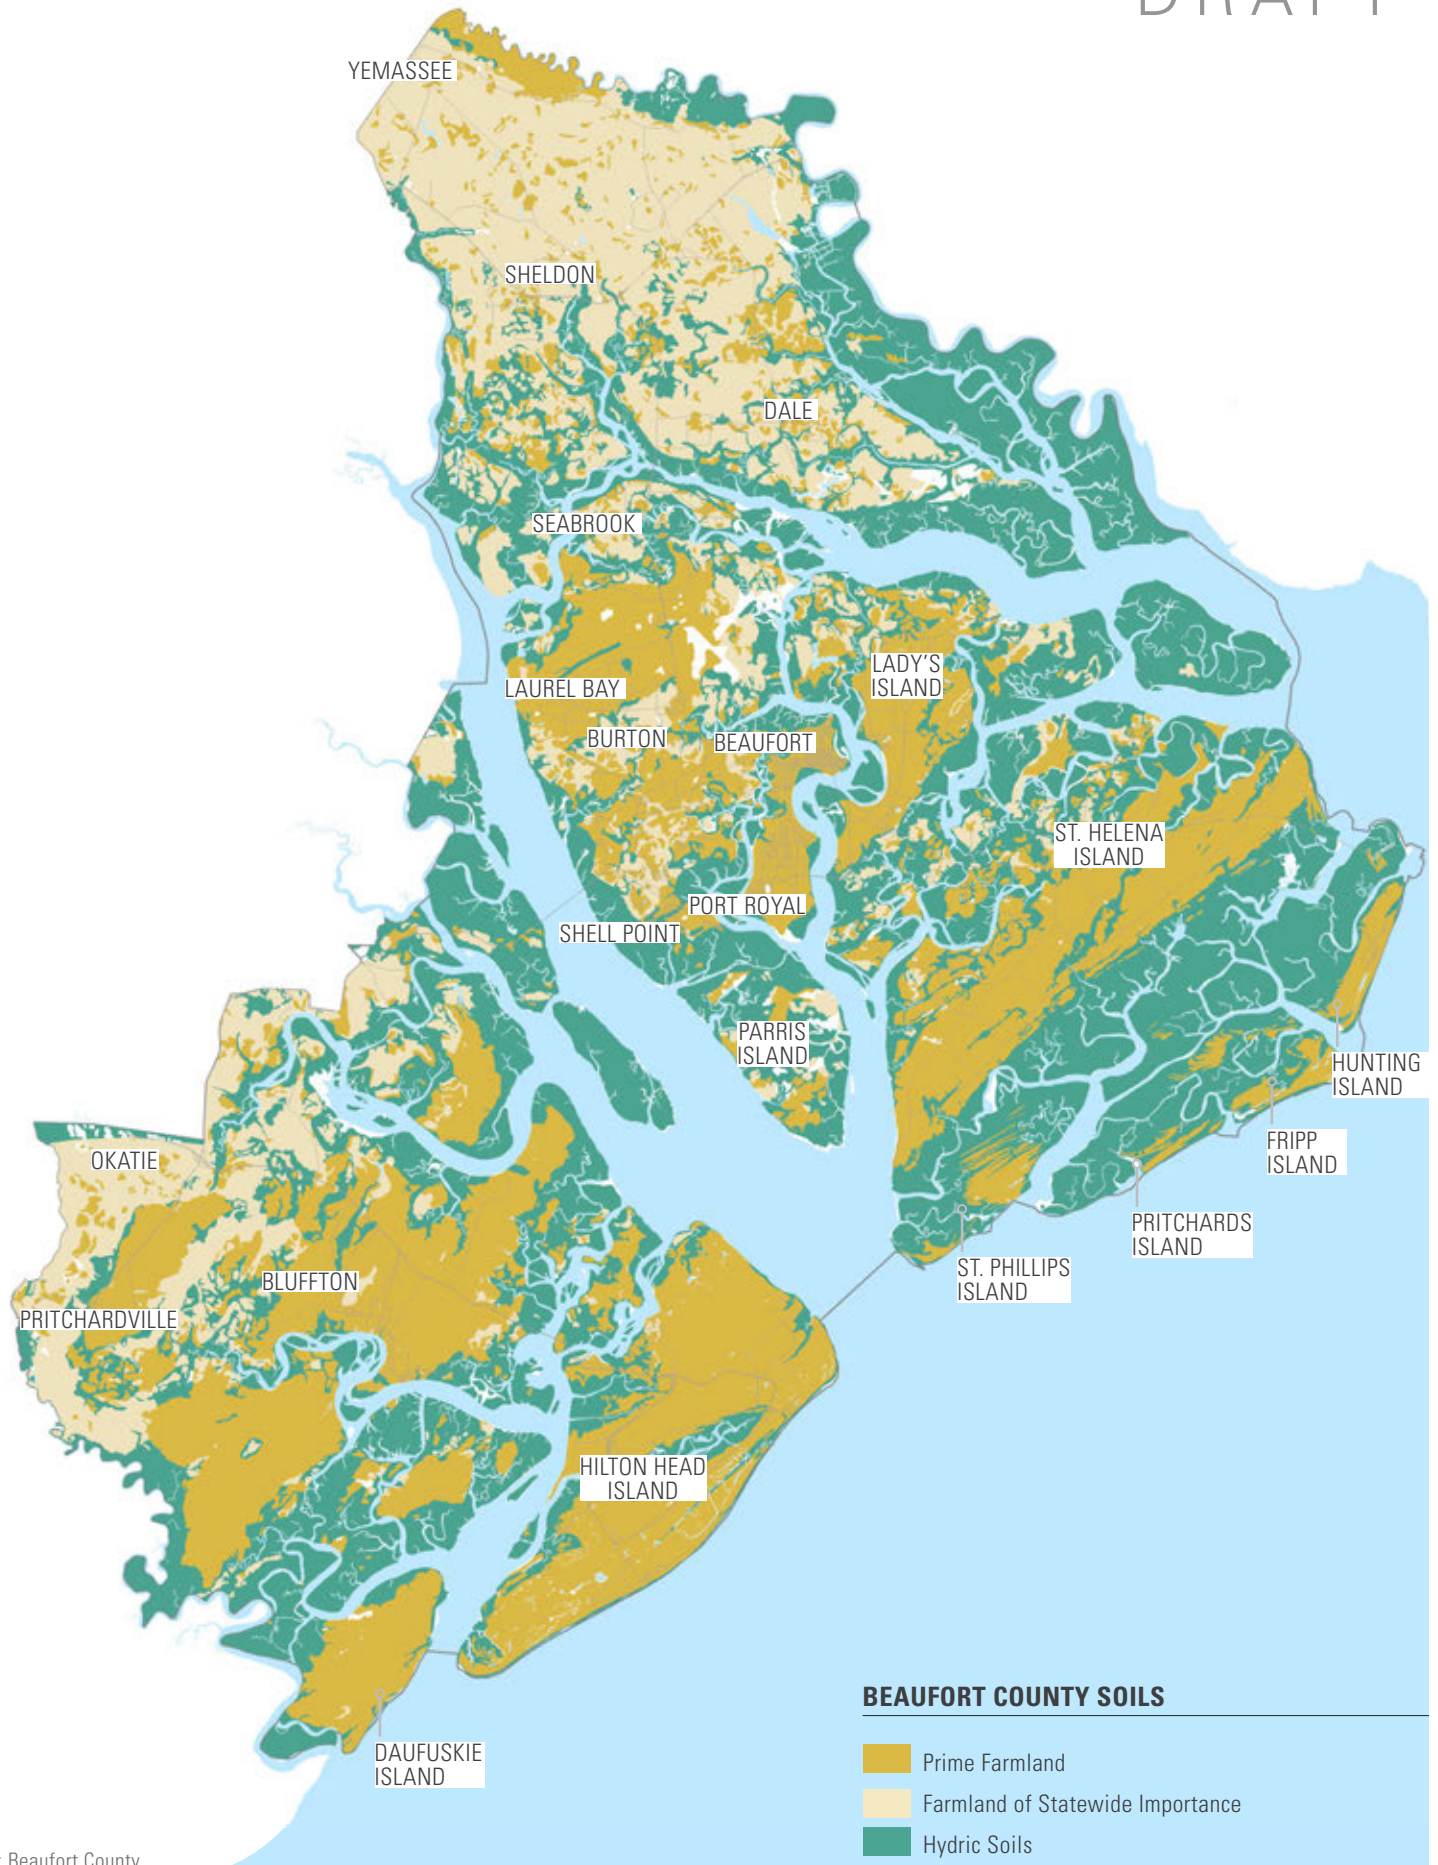 DRAFT
YEMASSEE
SHELDON
DALE
SEABROOK
LADY'S
ISLAND
LAUREL BAY
BURTON
BEAUFORT
ST. HELENA
ISLAND
PORT ROYAL
SHELL POINT
PARRIS
ISLAND
HUNTING
ISLAND
FRIPP
ISLAND
OKATIE
PRITCHARDS
ISLAND
ST. PHILLIPS
ISLAND
BLUFFTON
PRITCHARDVILLE
HILTON HEAD
ISLAND
DAUFUSKIE
ISLAND
BEAUFORT COUNTY SOILS
Prime Farmland
Farmland of Statewide Importance
Hydric Soils
: Beaufort County